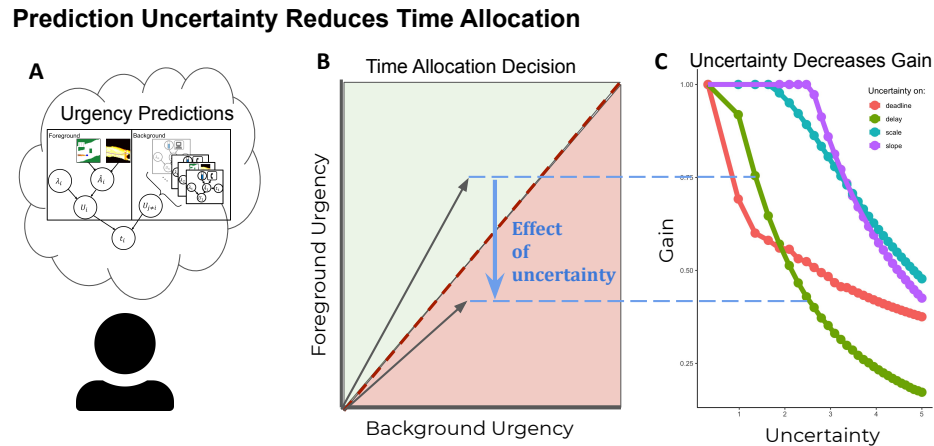 Prediction Uncertainty Reduces Time Allocation
A
Urgency Predictions
Foreground
Background
B
Time Allocation Decision
Foreground Urgency
Effect
of
uncertainty
Background Urgency
C
Uncertainty Decreases Gain
Uncertainty on:
deadline
delay
scale
slope
Gain
1.00
0.75
0.50
0.25
1
2
3
4
5
Uncertainty